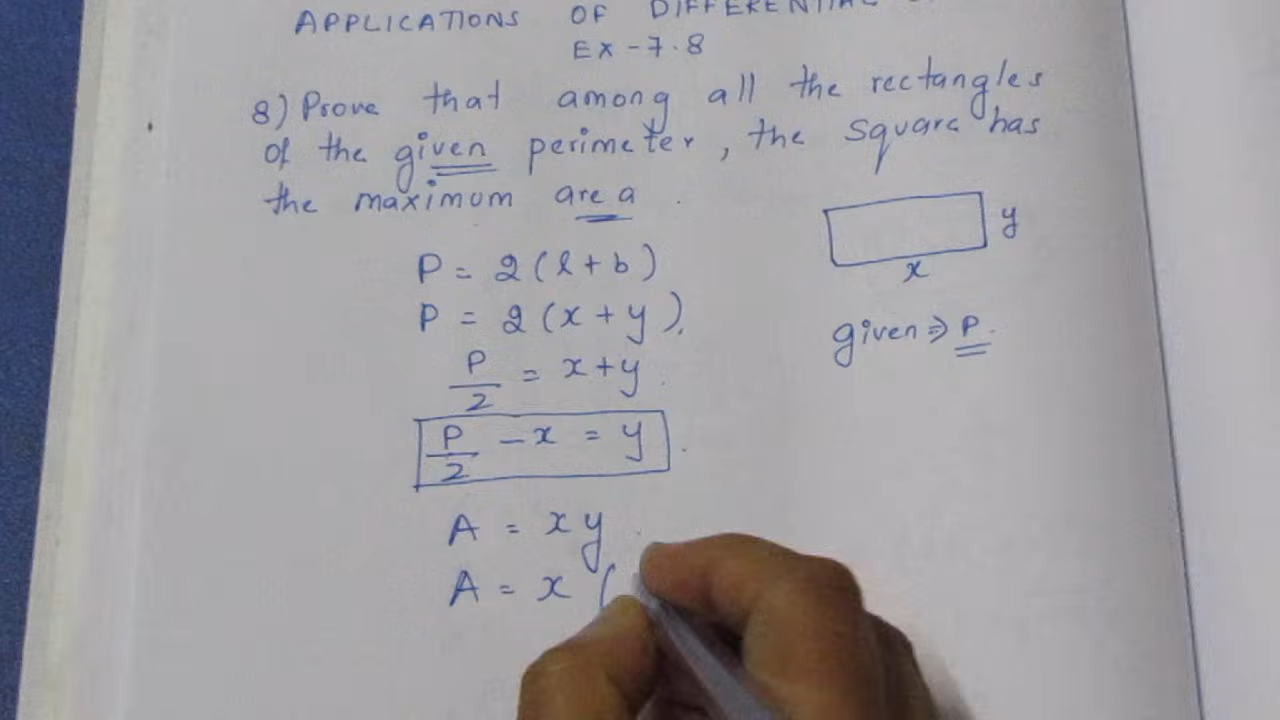 APPLICATIONS OF DIFFERENTIAL
EX-7.8
8) Prove that among all the rectangles
of the given perimeter, the square has
the maximum area.
y
x
P = 2(l+b)
P = 2(x+y).
given ⇒ P.
P/2 = x+y.
P/2 - x = y.
A = xy
A = x (